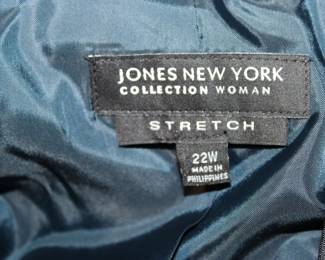 JONES NEW YORK
COLLECTION WOMAN
STRETCH
22W
MADE IN
PHILIPPINES